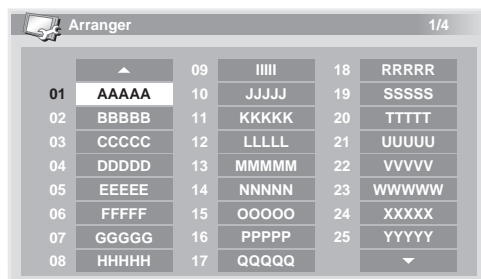 Arranger 1/4
09 IIIII 18 RRRRR
01 AAAAA 10 JJJJJ 19 SSSSS
02 BBBBB 11 KKKKK 20 TTTTT
03 CCCCC 12 LLLLL 21 UUUUU
04 DDDDD 13 MMMMM 22 VVVVV
05 EEEEE 14 NNNNN 23 WWWWW
06 FFFFF 15 OOOOO 24 XXXXX
07 GGGGG 16 PPPPP 25 YYYYY
08 HHHHH 17 QQQQQ